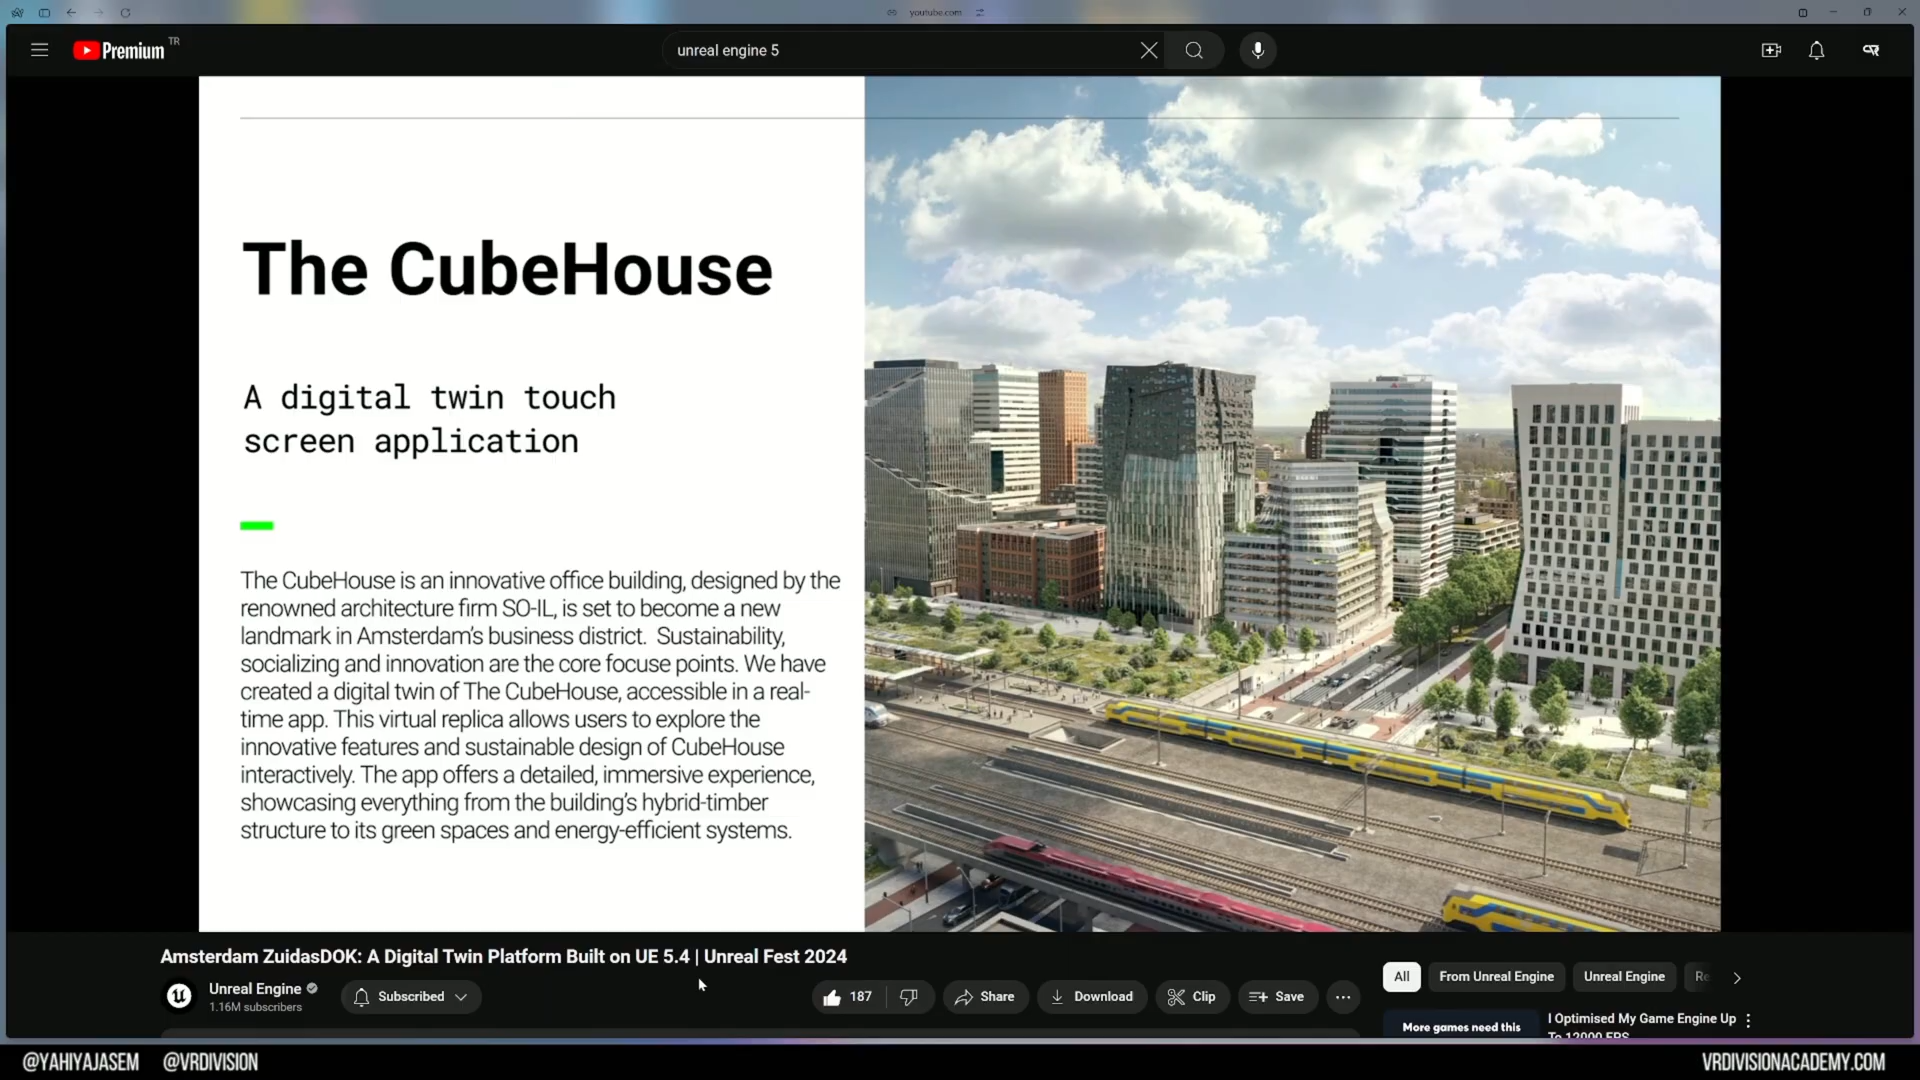 youtube.com
Premium TR
unreal engine 5
The CubeHouse
A digital twin touch
screen application
The CubeHouse is an innovative office building, designed by the
renowned architecture firm SO-IL, is set to become a new
landmark in Amsterdam's business district. Sustainability,
socializing and innovation are the core focuse points. We have
created a digital twin of The CubeHouse, accessible in a real-
time app. This virtual replica allows users to explore the
innovative features and sustainable design of CubeHouse
interactively. The app offers a detailed, immersive experience,
showcasing everything from the building's hybrid-timber
structure to its green spaces and energy-efficient systems.
Amsterdam ZuidasDOK: A Digital Twin Platform Built on UE 5.4 | Unreal Fest 2024
Unreal Engine
1.16M subscribers
Subscribed
187
Share
Download
Clip
Save
All
From Unreal Engine
Unreal Engine
Re
More games need this
I Optimised My Game Engine Up
To 12000 FPS
@YAHIYAJASEM @VRDIVISION
VRDIVISIONACADEMY.COM